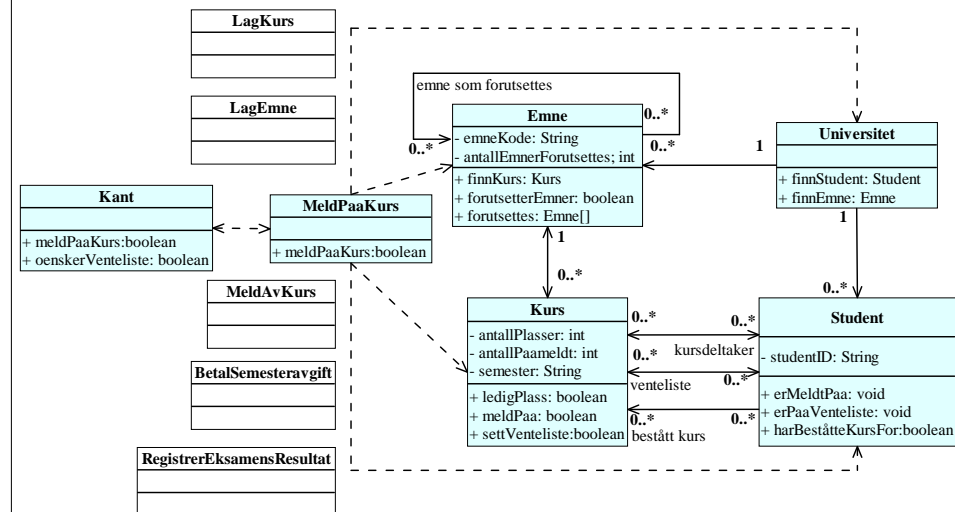 LagKurs
LagEmne
emne som forutsettes
0..*
0..*
Emne
- emneKode: String
- antallEmnerForutsettes; int
+ finnKurs: Kurs
+ forutsetterEmner: boolean
+ forutsettes: Emne[]
0..*
1
Universitet
+ finnStudent: Student
+ finnEmne: Emne
Kant
+ meldPaaKurs:boolean
+ oenskerVenteliste: boolean
MeldPaaKurs
+ meldPaaKurs:boolean
1
0..*
1
0..*
MeldAvKurs
BetalSemesteravgift
RegistrerEksamensResultat
Kurs
- antallPlasser: int
- antallPaameldt: int
- semester: String
+ ledigPlass: boolean
+ meldPaa: boolean
+ settVenteliste:boolean
0..*
0..*
kursdeltaker
0..*
0..*
venteliste
0..*
0..*
bestått kurs
Student
- studentID: String
+ erMeldtPaa: void
+ erPaaVenteliste: void
+ harBeståtteKursFor:boolean